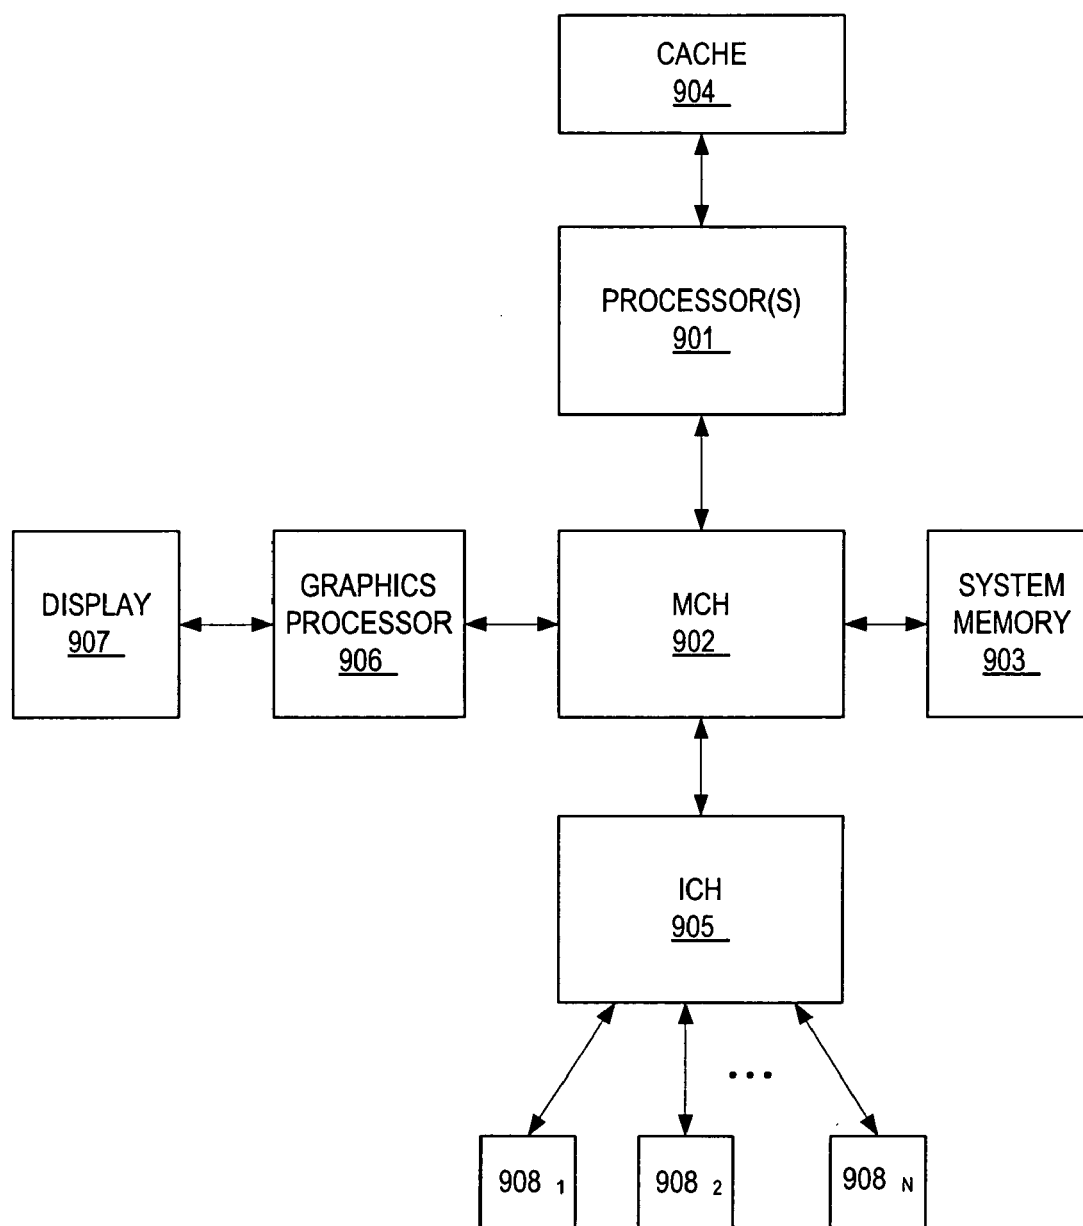 CACHE
904
PROCESSOR(S)
901
DISPLAY
907
GRAPHICS
PROCESSOR
906
MCH
902
SYSTEM
MEMORY
903
ICH
905
...
908 1
908 2
908 N